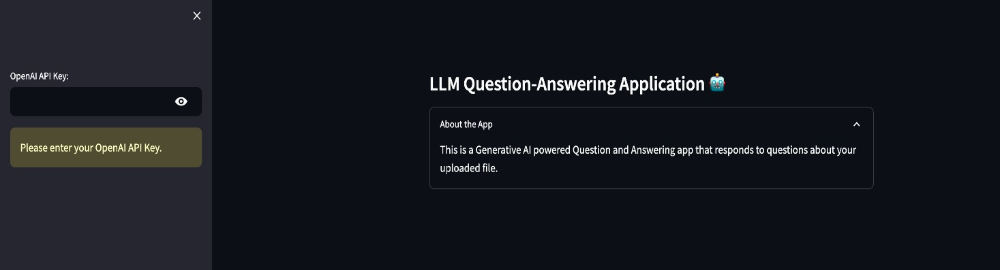 OpenAI API Key:
Please enter your OpenAI API Key.
LLM Question-Answering Application 🤖
About the App
This is a Generative AI powered Question and Answering app that responds to questions about your
uploaded file.